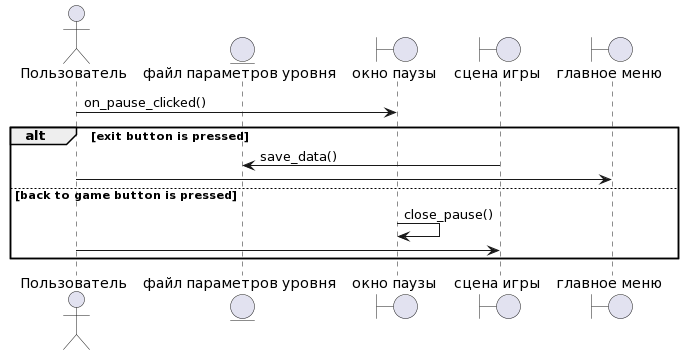 Пользователь файл параметров уровня окно паузы сцена игры главное меню
on_pause_clicked()
alt [exit button is pressed]
save_data()
[back to game button is pressed]
close_pause()
Пользователь файл параметров уровня окно паузы сцена игры главное меню